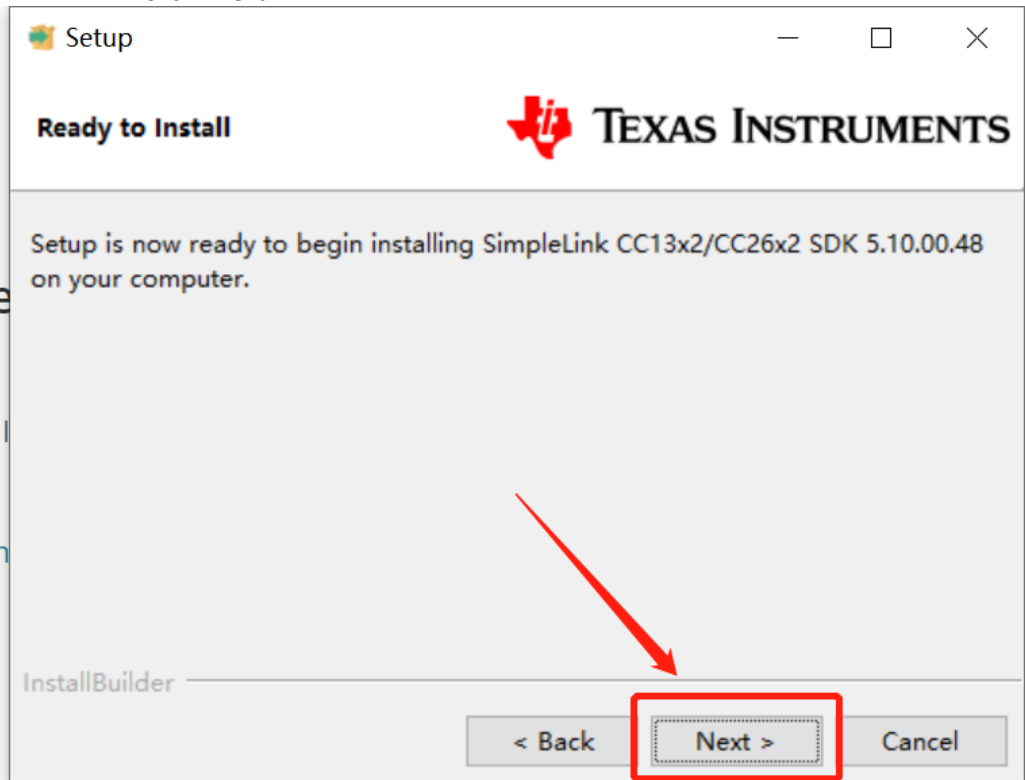 Setup
Ready to Install
TEXAS INSTRUMENTS
Setup is now ready to begin installing SimpleLink CC13x2/CC26x2 SDK 5.10.00.48
on your computer.
InstallBuilder
< Back
Next >
Cancel